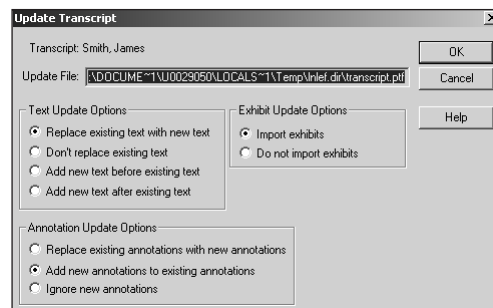 Update Transcript
Transcript: Smith, James
OK
Update File: :\DOCUME~1\U0029050\LOCALS~1\Temp\Inlef.dir\transcript.ptf
Cancel
Help
Text Update Options
Replace existing text with new text
Don't replace existing text
Add new text before existing text
Add new text after existing text
Exhibit Update Options
Import exhibits
Do not import exhibits
Annotation Update Options
Replace existing annotations with new annotations
Add new annotations to existing annotations
Ignore new annotations